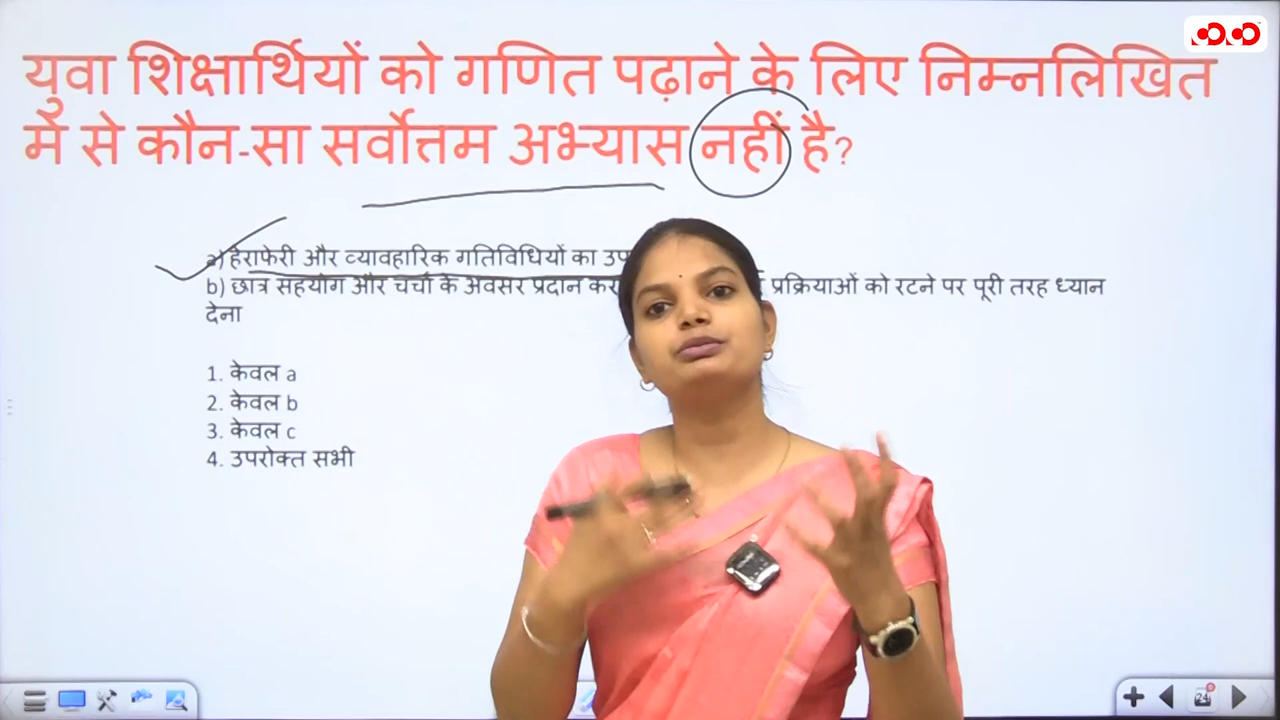 युवा शिक्षार्थियों को गणित पढ़ाने के लिए निम्नलिखित
में से कौन-सा सर्वोत्तम अभ्यास नहीं है?
a) हेराफेरी और व्यावहारिक गतिविधियों का
b) छात्र सहयोग और चर्चा के अवसर प्रदान प्रक्रियाओं को रटने पर पूरी तरह ध्यान
देना
1. केवल a
2. केवल b
3. केवल c
4. उपरोक्त सभी
24